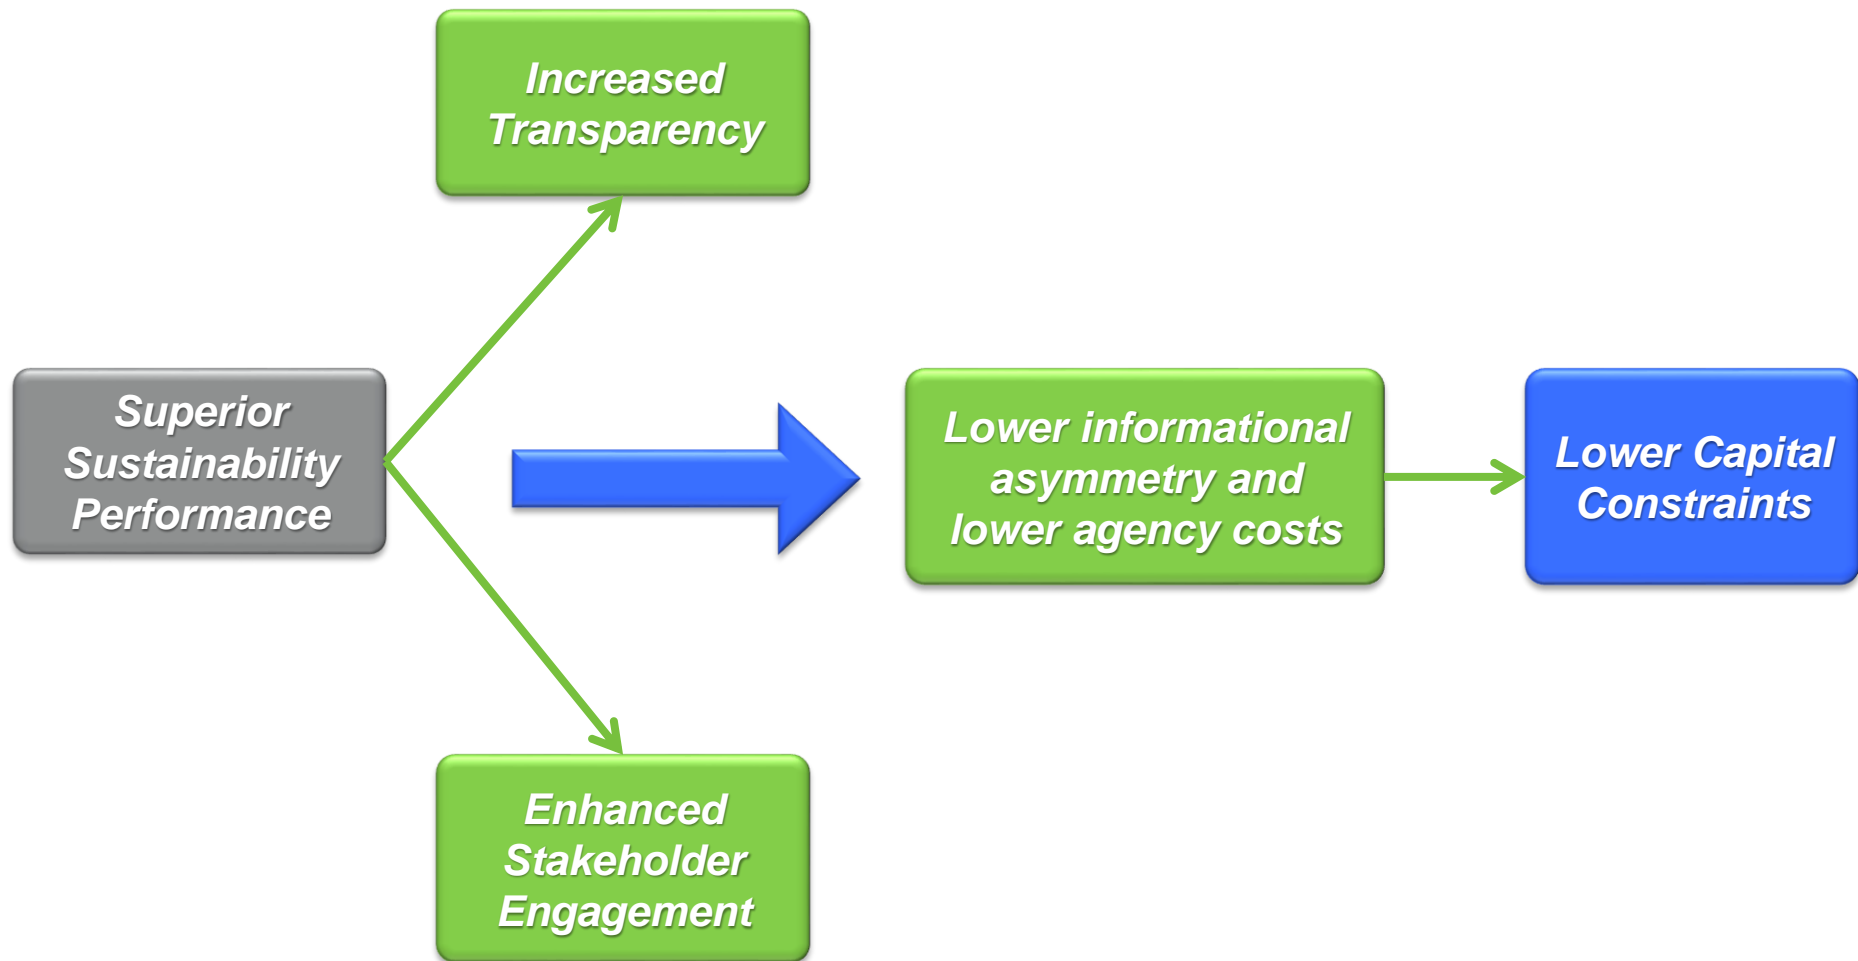 Increased
Transparency
Superior
Sustainability
Performance
Lower informational
asymmetry and
lower agency costs
Lower Capital
Constraints
Enhanced
Stakeholder
Engagement